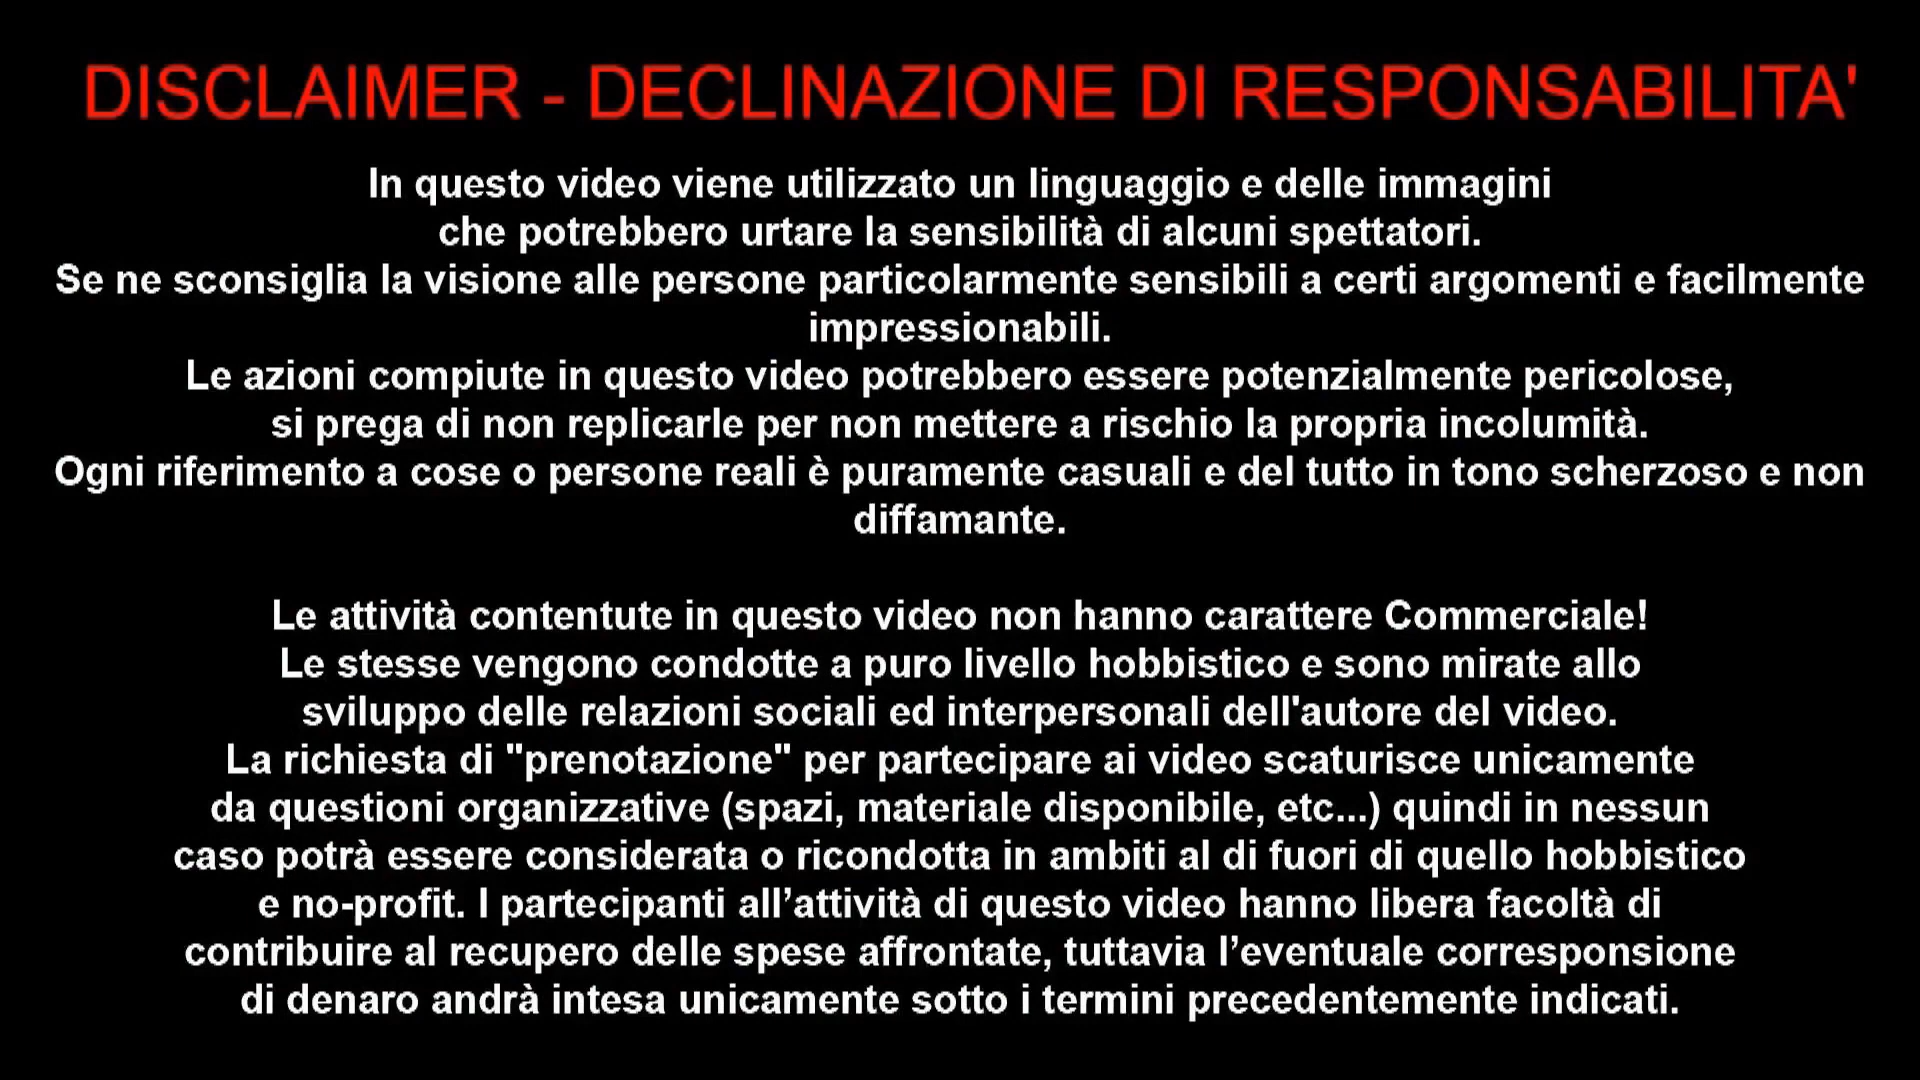 DISCLAIMER - DECLINAZIONE DI RESPONSABILITA'
In questo video viene utilizzato un linguaggio e delle immagini
che potrebbero urtare la sensibilità di alcuni spettatori.
Se ne sconsiglia la visione alle persone particolarmente sensibili a certi argomenti e facilmente
impressionabili.
Le azioni compiute in questo video potrebbero essere potenzialmente pericolose,
si prega di non replicarle per non mettere a rischio la propria incolumità.
Ogni riferimento a cose o persone reali è puramente casuali e del tutto in tono scherzoso e non
diffamante.
Le attività contentute in questo video non hanno carattere Commerciale!
Le stesse vengono condotte a puro livello hobbistico e sono mirate allo
sviluppo delle relazioni sociali ed interpersonali dell'autore del video.
La richiesta di "prenotazione" per partecipare ai video scaturisce unicamente
da questioni organizzative (spazi, materiale disponibile, etc...) quindi in nessun
caso potrà essere considerata o ricondotta in ambiti al di fuori di quello hobbistico
e no-profit. I partecipanti all’attività di questo video hanno libera facoltà di
contribuire al recupero delle spese affrontate, tuttavia l’eventuale corresponsione
di denaro andrà intesa unicamente sotto i termini precedentemente indicati.